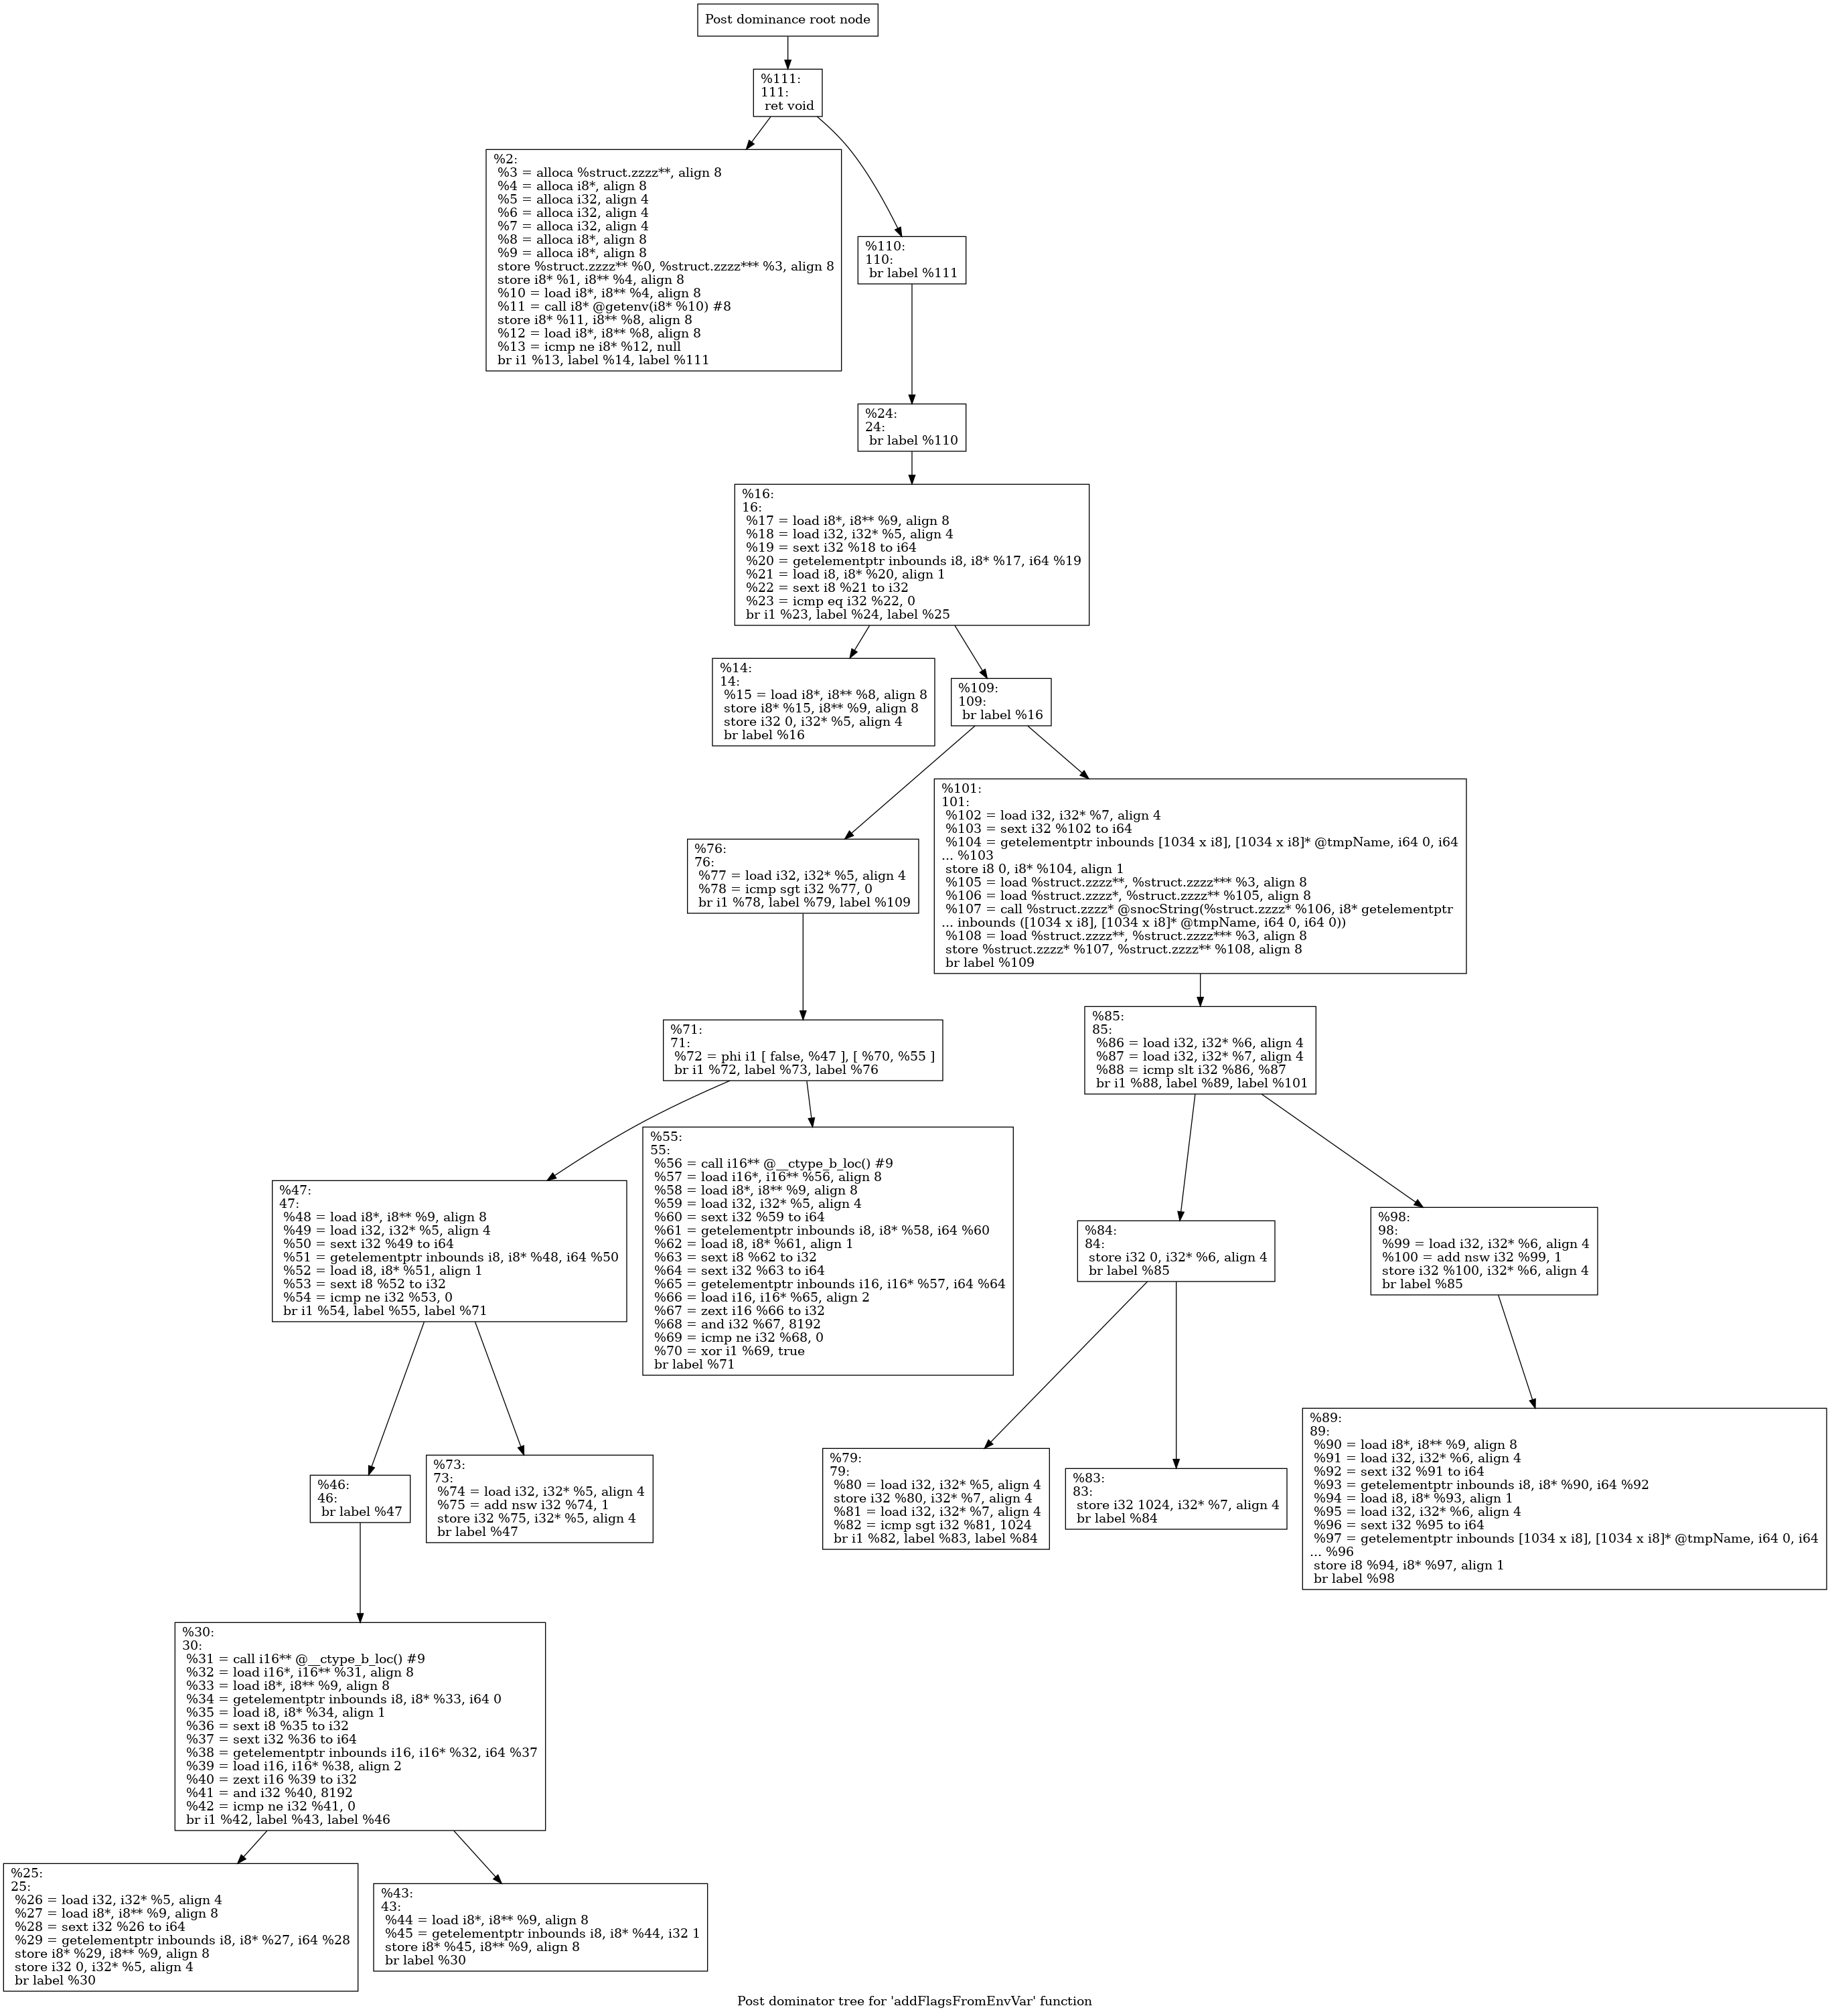 Post dominance root node
%111:
111:
ret void
%2:
%3 = alloca %struct.zzzz**, align 8
%4 = alloca i8*, align 8
%5 = alloca i32, align 4
%6 = alloca i32, align 4
%7 = alloca i32, align 4
%8 = alloca i8*, align 8
%9 = alloca i8*, align 8
store %struct.zzzz** %0, %struct.zzzz*** %3, align 8
store i8* %1, i8** %4, align 8
%10 = load i8*, i8** %4, align 8
%11 = call i8* @getenv(i8* %10) #8
store i8* %11, i8** %8, align 8
%12 = load i8*, i8** %8, align 8
%13 = icmp ne i8* %12, null
br i1 %13, label %14, label %111
%110:
110:
br label %111
%24:
24:
br label %110
%16:
16:
%17 = load i8*, i8** %9, align 8
%18 = load i32, i32* %5, align 4
%19 = sext i32 %18 to i64
%20 = getelementptr inbounds i8, i8* %17, i64 %19
%21 = load i8, i8* %20, align 1
%22 = sext i8 %21 to i32
%23 = icmp eq i32 %22, 0
br i1 %23, label %24, label %25
%14:
14:
%15 = load i8*, i8** %8, align 8
store i8* %15, i8** %9, align 8
store i32 0, i32* %5, align 4
br label %16
%109:
109:
br label %16
%76:
76:
%77 = load i32, i32* %5, align 4
%78 = icmp sgt i32 %77, 0
br i1 %78, label %79, label %109
%101:
101:
%102 = load i32, i32* %7, align 4
%103 = sext i32 %102 to i64
%104 = getelementptr inbounds [1034 x i8], [1034 x i8]* @tmpName, i64 0, i64
... %103
store i8 0, i8* %104, align 1
%105 = load %struct.zzzz**, %struct.zzzz*** %3, align 8
%106 = load %struct.zzzz*, %struct.zzzz** %105, align 8
%107 = call %struct.zzzz* @snocString(%struct.zzzz* %106, i8* getelementptr
... inbounds ([1034 x i8], [1034 x i8]* @tmpName, i64 0, i64 0))
%108 = load %struct.zzzz**, %struct.zzzz*** %3, align 8
store %struct.zzzz* %107, %struct.zzzz** %108, align 8
br label %109
%71:
71:
%72 = phi i1 [ false, %47 ], [ %70, %55 ]
br i1 %72, label %73, label %76
%85:
85:
%86 = load i32, i32* %6, align 4
%87 = load i32, i32* %7, align 4
%88 = icmp slt i32 %86, %87
br i1 %88, label %89, label %101
%47:
47:
%48 = load i8*, i8** %9, align 8
%49 = load i32, i32* %5, align 4
%50 = sext i32 %49 to i64
%51 = getelementptr inbounds i8, i8* %48, i64 %50
%52 = load i8, i8* %51, align 1
%53 = sext i8 %52 to i32
%54 = icmp ne i32 %53, 0
br i1 %54, label %55, label %71
%55:
55:
%56 = call i16** @__ctype_b_loc() #9
%57 = load i16*, i16** %56, align 8
%58 = load i8*, i8** %9, align 8
%59 = load i32, i32* %5, align 4
%60 = sext i32 %59 to i64
%61 = getelementptr inbounds i8, i8* %58, i64 %60
%62 = load i8, i8* %61, align 1
%63 = sext i8 %62 to i32
%64 = sext i32 %63 to i64
%65 = getelementptr inbounds i16, i16* %57, i64 %64
%66 = load i16, i16* %65, align 2
%67 = zext i16 %66 to i32
%68 = and i32 %67, 8192
%69 = icmp ne i32 %68, 0
%70 = xor i1 %69, true
br label %71
%84:
84:
store i32 0, i32* %6, align 4
br label %85
%98:
98:
%99 = load i32, i32* %6, align 4
%100 = add nsw i32 %99, 1
store i32 %100, i32* %6, align 4
br label %85
%46:
46:
br label %47
%73:
73:
%74 = load i32, i32* %5, align 4
%75 = add nsw i32 %74, 1
store i32 %75, i32* %5, align 4
br label %47
%79:
79:
%80 = load i32, i32* %5, align 4
store i32 %80, i32* %7, align 4
%81 = load i32, i32* %7, align 4
%82 = icmp sgt i32 %81, 1024
br i1 %82, label %83, label %84
%83:
83:
store i32 1024, i32* %7, align 4
br label %84
%89:
89:
%90 = load i8*, i8** %9, align 8
%91 = load i32, i32* %6, align 4
%92 = sext i32 %91 to i64
%93 = getelementptr inbounds i8, i8* %90, i64 %92
%94 = load i8, i8* %93, align 1
%95 = load i32, i32* %6, align 4
%96 = sext i32 %95 to i64
%97 = getelementptr inbounds [1034 x i8], [1034 x i8]* @tmpName, i64 0, i64
... %96
store i8 %94, i8* %97, align 1
br label %98
%30:
30:
%31 = call i16** @__ctype_b_loc() #9
%32 = load i16*, i16** %31, align 8
%33 = load i8*, i8** %9, align 8
%34 = getelementptr inbounds i8, i8* %33, i64 0
%35 = load i8, i8* %34, align 1
%36 = sext i8 %35 to i32
%37 = sext i32 %36 to i64
%38 = getelementptr inbounds i16, i16* %32, i64 %37
%39 = load i16, i16* %38, align 2
%40 = zext i16 %39 to i32
%41 = and i32 %40, 8192
%42 = icmp ne i32 %41, 0
br i1 %42, label %43, label %46
%25:
25:
%26 = load i32, i32* %5, align 4
%27 = load i8*, i8** %9, align 8
%28 = sext i32 %26 to i64
%29 = getelementptr inbounds i8, i8* %27, i64 %28
store i8* %29, i8** %9, align 8
store i32 0, i32* %5, align 4
br label %30
%43:
43:
%44 = load i8*, i8** %9, align 8
%45 = getelementptr inbounds i8, i8* %44, i32 1
store i8* %45, i8** %9, align 8
br label %30
Post dominator tree for 'addFlagsFromEnvVar' function